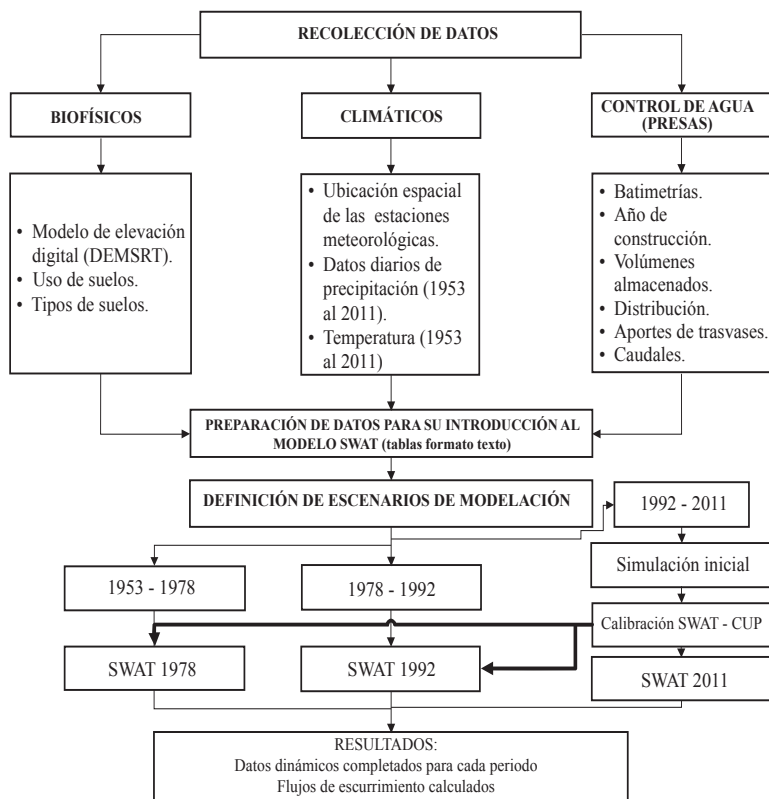 RECOLECCIÓN DE DATOS
BIOFÍSICOS
CLIMÁTICOS
CONTROL DE AGUA
(PRESAS)
• Modelo de elevación
digital (DEMSRT).
• Uso de suelos.
• Tipos de suelos.
• Ubicación espacial
de las estaciones
meteorológicas.
• Datos diarios de
precipitación (1953
al 2011).
• Temperatura (1953
al 2011)
• Batimetrías.
• Año de
construcción.
• Volúmenes
almacenados.
• Distribución.
• Aportes de trasvases.
• Caudales.
PREPARACIÓN DE DATOS PARA SU INTRODUCCIÓN AL
MODELO SWAT (tablas formato texto)
DEFINICIÓN DE ESCENARIOS DE MODELACIÓN
1992 - 2011
1953 - 1978
1978 - 1992
Simulación inicial
Calibración SWAT - CUP
SWAT 1978
SWAT 1992
SWAT 2011
RESULTADOS:
Datos dinámicos completados para cada periodo
Flujos de escurrimiento calculados